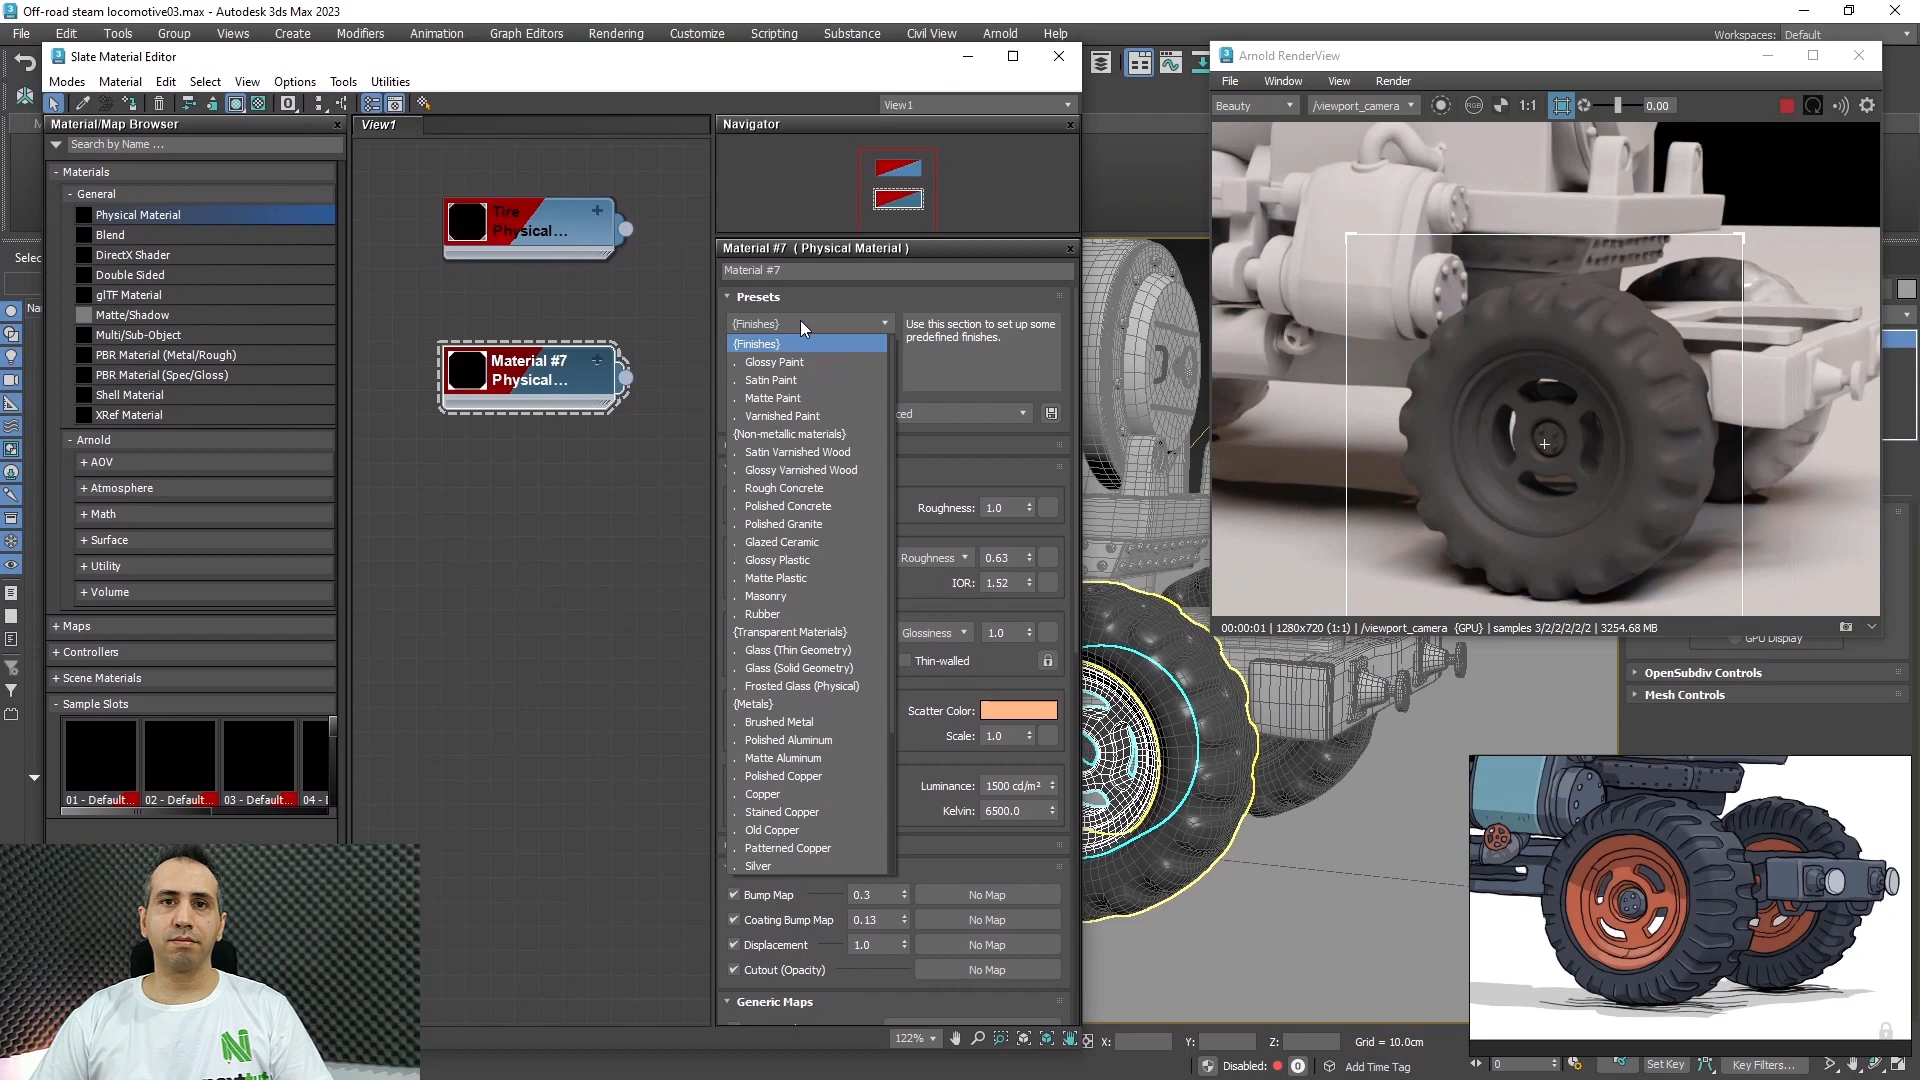 Off-road steam locomotive03.max - Autodesk 3ds Max 2023
File Edit Tools Group Views Create Modifiers Animation Graph Editors Rendering Customize Scripting Substance Civil View Arnold Help
Workspaces: Default
Slate Material Editor
Modes Material Edit Select View Options Tools Utilities
View1
Material/Map Browser
Search by Name ...
- Materials
- General
Physical Material
Blend
DirectX Shader
Double Sided
glTF Material
Matte/Shadow
Multi/Sub-Object
PBR Material (Metal/Rough)
PBR Material (Spec/Gloss)
Shell Material
XRef Material
- Arnold
+ AOV
+ Atmosphere
+ Math
+ Surface
+ Utility
+ Volume
+ Maps
+ Controllers
+ Scene Materials
- Sample Slots
01 - Default... 02 - Default... 03 - Default... 04 - D
View1
Tire
Physical...
Material #7
Physical...
Navigator
Material #7 ( Physical Material )
Material #7
Presets
{Finishes}
Use this section to set up some
predefined finishes.
{Finishes}
. Glossy Paint
. Satin Paint
. Matte Paint
. Varnished Paint
{Non-metallic materials}
. Satin Varnished Wood
. Glossy Varnished Wood
. Rough Concrete
. Polished Concrete
. Polished Granite
. Glazed Ceramic
. Glossy Plastic
. Matte Plastic
. Masonry
. Rubber
{Transparent Materials}
. Glass (Thin Geometry)
. Glass (Solid Geometry)
. Frosted Glass (Physical)
{Metals}
. Brushed Metal
. Polished Aluminum
. Matte Aluminum
. Polished Copper
. Copper
. Stained Copper
. Old Copper
. Patterned Copper
. Silver
ced
Roughness: 1.0
Roughness 0.63
IOR: 1.52
Glossiness 1.0
Thin-walled
Scatter Color:
Scale: 1.0
Luminance: 1500 cd/m²
Kelvin: 6500.0
Bump Map 0.3 No Map
Coating Bump Map 0.13 No Map
Displacement 1.0 No Map
Cutout (Opacity) No Map
Generic Maps
122%
Selec
Na
Arnold RenderView
File Window View Render
Beauty /viewport_camera RGB 1:1 0.00
00:00:01 | 1280x720 (1:1) | /viewport_camera {GPU} | samples 3/2/2/2/2/2 | 3254.68 MB
GPU Display
OpenSubdiv Controls
Mesh Controls
X: Y: Z: Grid = 10.0cm
Disabled: 0 Add Time Tag
0 Set Key Key Filters...